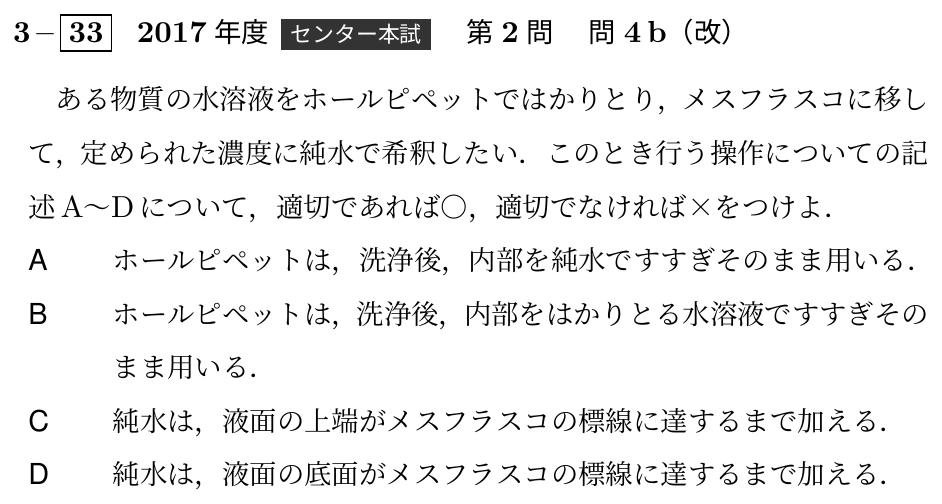 3－33 2017 年度 センター本試 第 2 問 問 4 b（改）
ある物質の水溶液をホールピペットではかりとり，メスフラスコに移し
て，定められた濃度に純水で希釈したい．このとき行う操作についての記
述 A〜D について，適切であれば○，適切でなければ×をつけよ．
A ホールピペットは，洗浄後，内部を純水ですすぎそのまま用いる．
B ホールピペットは，洗浄後，内部をはかりとる水溶液ですすぎその
まま用いる．
C 純水は，液面の上端がメスフラスコの標線に達するまで加える．
D 純水は，液面の底面がメスフラスコの標線に達するまで加える．